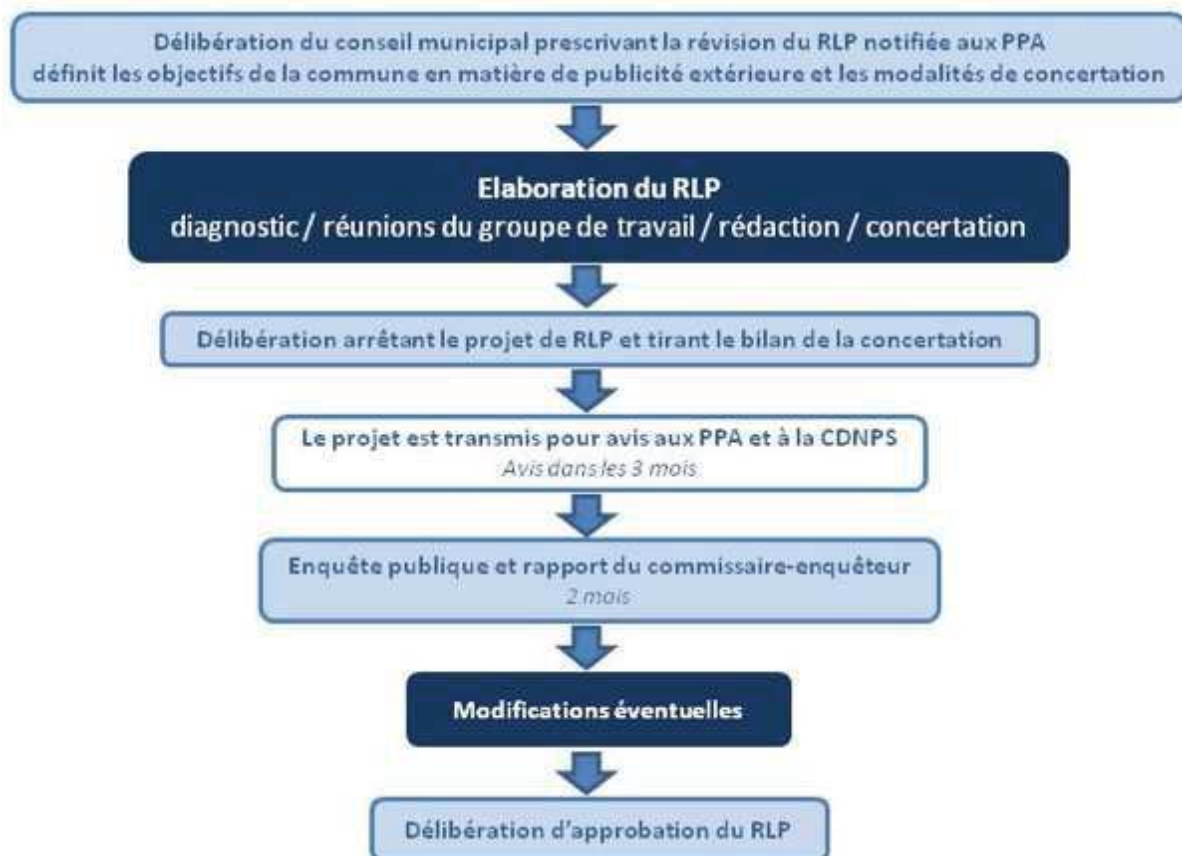 Délibération du conseil municipal prescrivant la révision du RLP notifiée aux PPA
définit les objectifs de la commune en matière de publicité extérieure et les modalités de concertation
Elaboration du RLP
diagnostic / réunions du groupe de travail / rédaction / concertation
Délibération arrêtant le projet de RLP et tirant le bilan de la concertation
Le projet est transmis pour avis aux PPA et à la CDNPS
Avis dans les 3 mois
Enquête publique et rapport du commissaire-enquêteur
2 mois
Modifications éventuelles
Délibération d'approbation du RLP